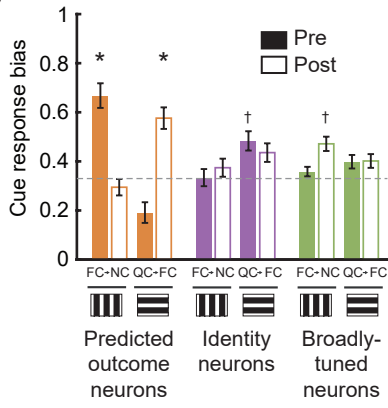 1
0.8
0.6
0.4
0.2
0
Cue response bias
Pre
Post
*
*
†
†
FC→NC QC→FC
FC→NC QC→FC
FC→NC QC→FC
Predicted
outcome
neurons
Identity
neurons
Broadly-
tuned
neurons